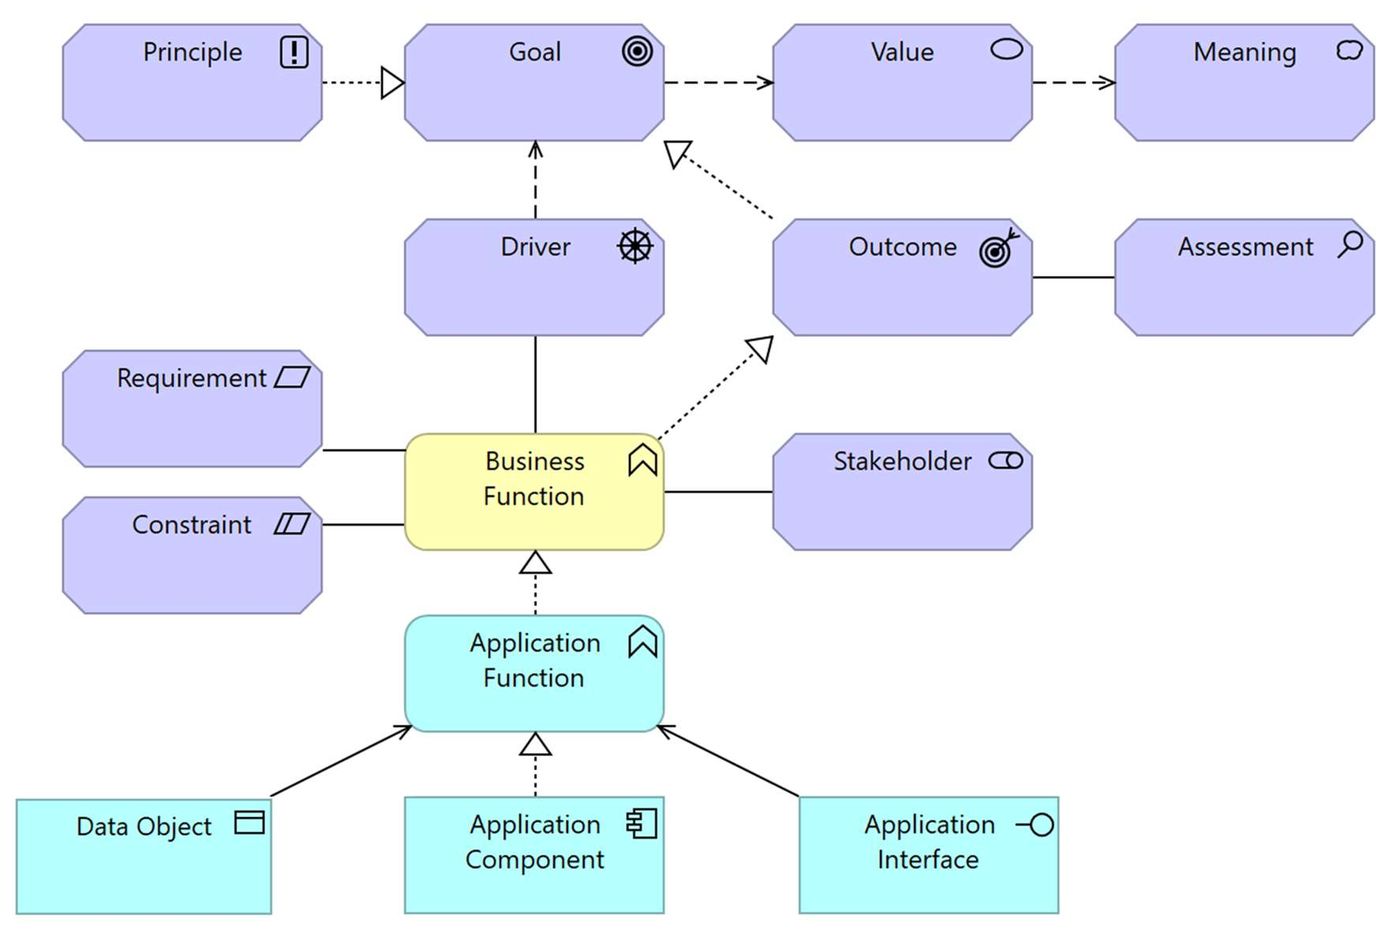 Principle
Goal
Value
Meaning
Driver
Outcome
Assessment
Requirement
Business
Function
Stakeholder
Constraint
Application
Function
Data Object
Application
Component
Application
Interface